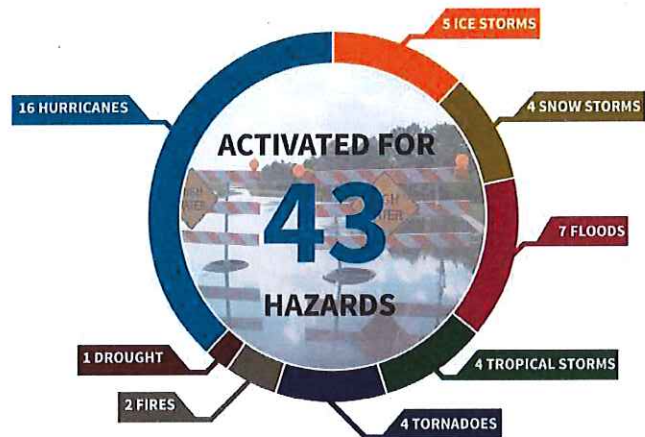 5 ICE STORMS
16 HURRICANES
4 SNOW STORMS
ACTIVATED FOR
43
HAZARDS
7 FLOODS
1 DROUGHT
4 TROPICAL STORMS
2 FIRES
4 TORNADOES